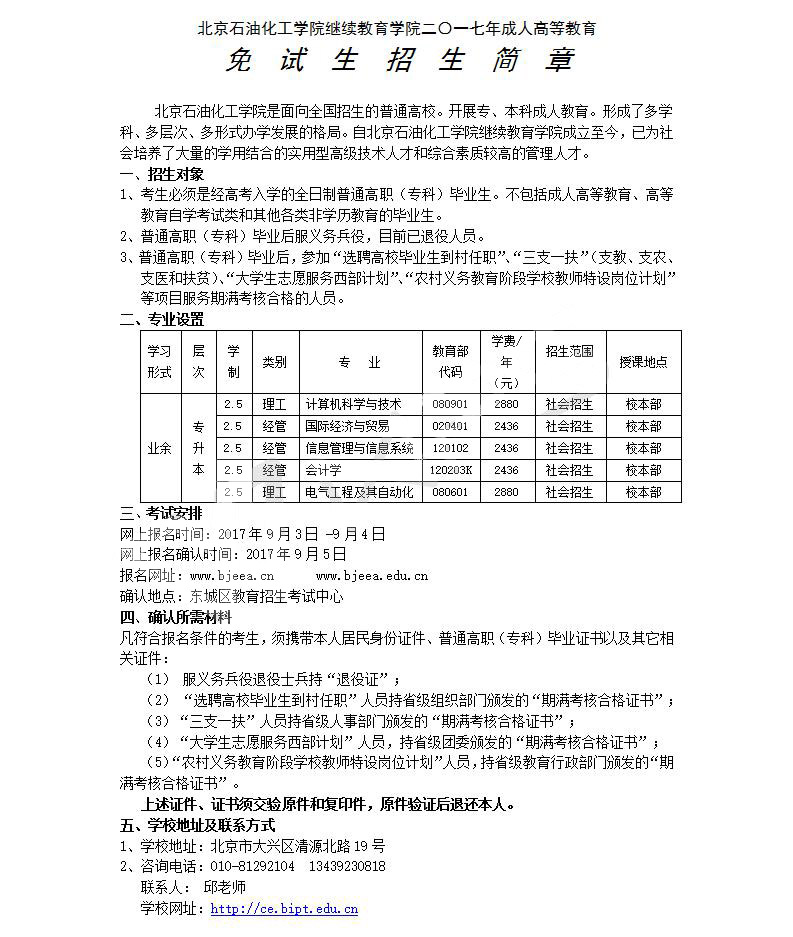 北京石油化工学院继续教育学院二〇一七年成人高等教育
免 试 生 招 生 简 章
北京石油化工学院是面向全国招生的普通高校。开展专、本科成人教育。形成了多学
科、多层次、多形式办学发展的格局。自北京石油化工学院继续教育学院成立至今，已为社
会培养了大量的学用结合的实用型高级技术人才和综合素质较高的管理人才。
一、招生对象
1、考生必须是经高考入学的全日制普通高职（专科）毕业生。不包括成人高等教育、高等
教育自学考试类和其他各类非学历教育的毕业生。
2、普通高职（专科）毕业后服义务兵役，目前已退役人员。
3、普通高职（专科）毕业后，参加“选聘高校毕业生到村任职”、“三支一扶”（支教、支农、
支医和扶贫）、“大学生志愿服务西部计划”、“农村义务教育阶段学校教师特设岗位计划”
等项目服务期满考核合格的人员。
二、专业设置
学习形式 层次 学制 类别 专 业 教育部代码 学费/年（元） 招生范围 授课地点
业余 专升本 2.5 理工 计算机科学与技术 080901 2880 社会招生 校本部
2.5 经管 国际经济与贸易 020401 2436 社会招生 校本部
2.5 经管 信息管理与信息系统 120102 2436 社会招生 校本部
2.5 经管 会计学 120203K 2436 社会招生 校本部
2.5 理工 电气工程及其自动化 080601 2880 社会招生 校本部
三、考试安排
网上报名时间：2017年9月3日 -9月4日
网上报名确认时间：2017年9月5日
报名网址：www.bjeea.cn www.bjeea.edu.cn
确认地点：东城区教育招生考试中心
四、确认所需材料
凡符合报名条件的考生，须携带本人居民身份证件、普通高职（专科）毕业证书以及其它相
关证件：
（1） 服义务兵役退役士兵持“退役证”；
（2） “选聘高校毕业生到村任职”人员持省级组织部门颁发的“期满考核合格证书”；
（3）“三支一扶”人员持省级人事部门颁发的“期满考核合格证书”；
（4）“大学生志愿服务西部计划”人员，持省级团委颁发的“期满考核合格证书”；
（5）“农村义务教育阶段学校教师特设岗位计划”人员，持省级教育行政部门颁发的“期
满考核合格证书”。
上述证件、证书须交验原件和复印件，原件验证后退还本人。
五、学校地址及联系方式
1、学校地址：北京市大兴区清源北路19号
2、咨询电话：010-81292104 13439230818
联系人： 邱老师
学校网址：http://ce.bipt.edu.cn